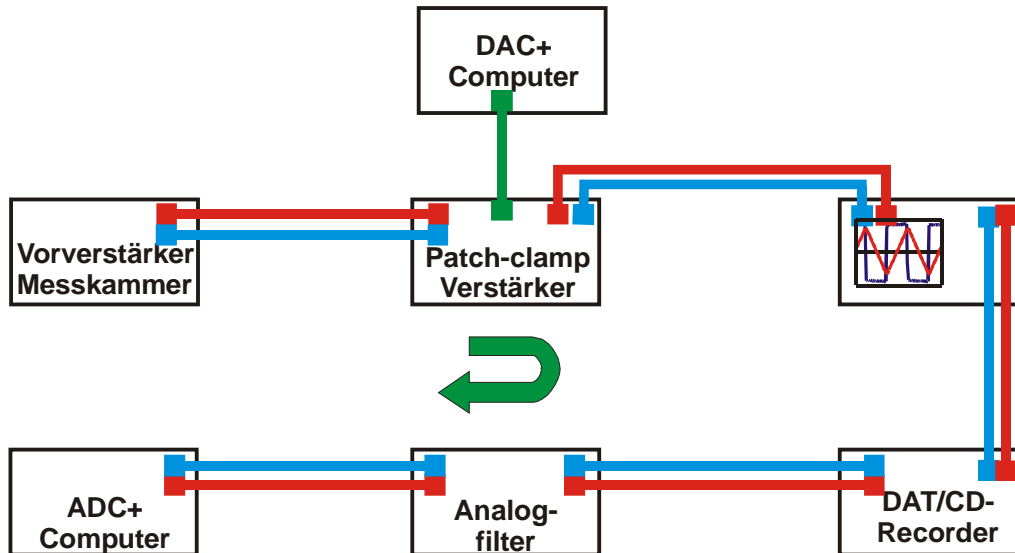 DAC+
Computer
Vorverstärker
Messkammer
Patch-clamp
Verstärker
ADC+
Computer
Analog-
filter
DAT/CD-
Recorder